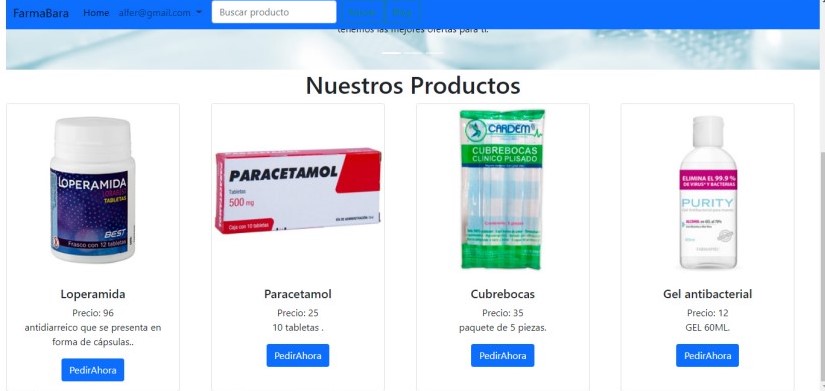 FarmaBara Home alfer@gmail.com Buscar producto
tenemos las mejores ofertas para ti.
Nuestros Productos
LOPERAMIDA
TABLETAS
BEST
Frasco con 12 tabletas
PARACETAMOL
Tabletas
500 mg
Caja con 10 tabletas
CARDEM
CUBREBOCAS
CLÍNICO PLISADO
ELIMINA EL 99.9 %
DE VIRUS* Y BACTERIAS
PURITY
Loperamida
Precio: 96
antidiarreico que se presenta en
forma de cápsulas..
PedirAhora
Paracetamol
Precio: 25
10 tabletas .
PedirAhora
Cubrebocas
Precio: 35
paquete de 5 piezas.
PedirAhora
Gel antibacterial
Precio: 12
GEL 60ML.
PedirAhora